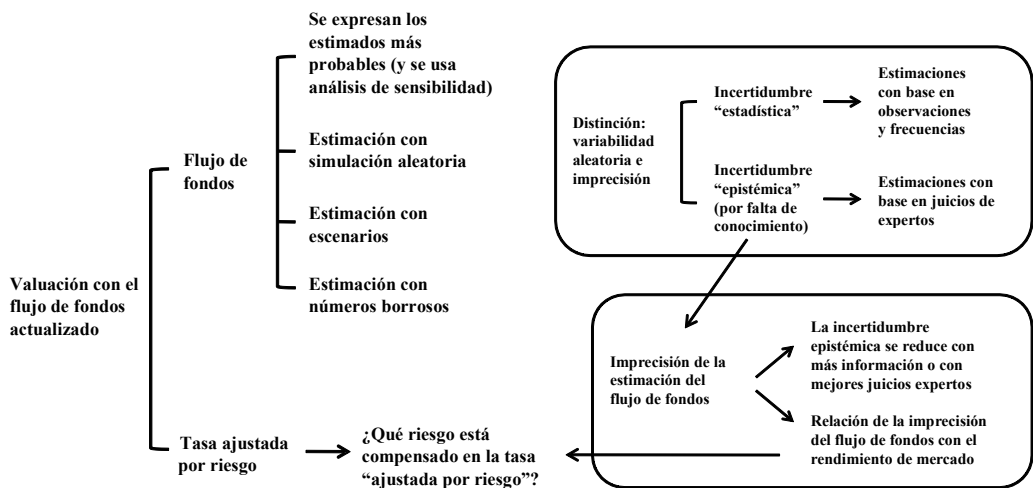 Se expresan los
estimados más
probables (y se usa
análisis de sensibilidad)
Estimación con
simulación aleatoria
Flujo de
fondos
Estimación con
escenarios
Estimación con
números borrosos
Valuación con el
flujo de fondos
actualizado
Tasa ajustada
por riesgo
¿Qué riesgo está
compensado en la tasa
“ajustada por riesgo”?
Distinción:
variabilidad
aleatoria e
imprecisión
Incertidumbre
“estadística”
Estimaciones
con base en
observaciones
y frecuencias
Incertidumbre
“epistémica”
(por falta de
conocimiento)
Estimaciones con
base en juicios de
expertos
Imprecisión de la
estimación del
flujo de fondos
La incertidumbre
epistémica se reduce con
más información o con
mejores juicios expertos
Relación de la imprecisión
del flujo de fondos con el
rendimiento de mercado